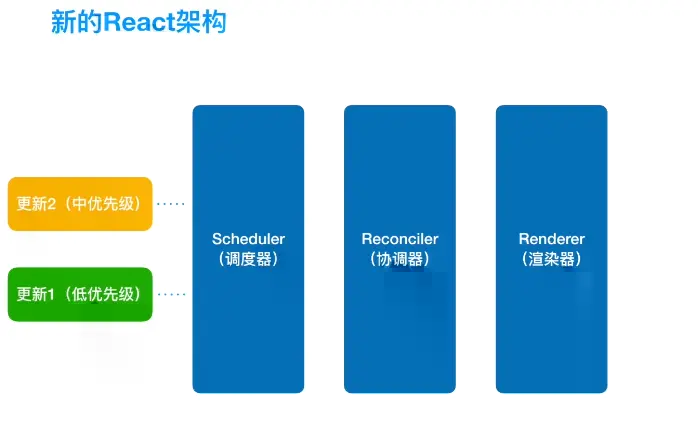 新的React架构
更新2（中优先级）
更新1（低优先级）
Scheduler
（调度器）
Reconciler
（协调器）
Renderer
（渲染器）